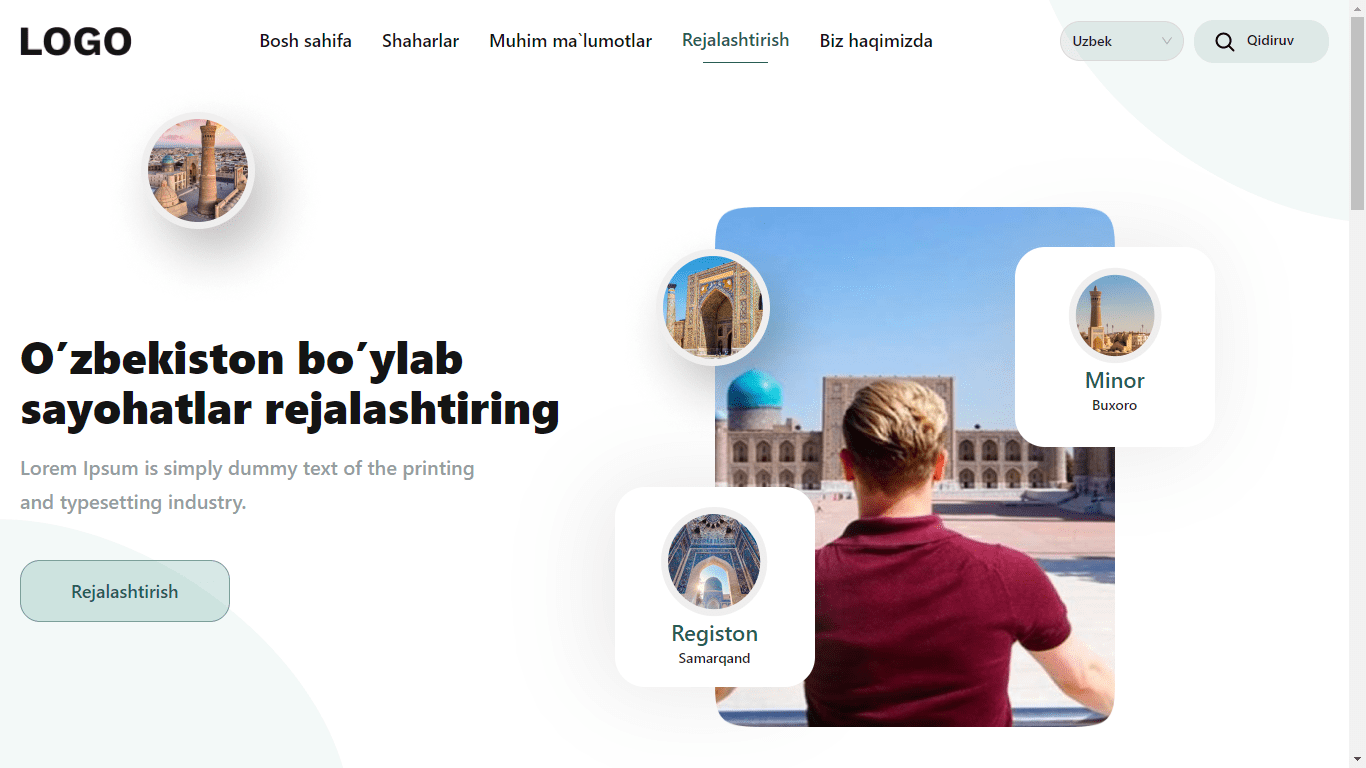 LOGO
Bosh sahifa
Shaharlar
Muhim ma`lumotlar
Rejalashtirish
Biz haqimizda
Uzbek
Qidiruv
O´zbekiston bo´ylab
sayohatlar rejalashtiring
Lorem Ipsum is simply dummy text of the printing
and typesetting industry.
Rejalashtirish
Minor
Buxoro
Registon
Samarqand